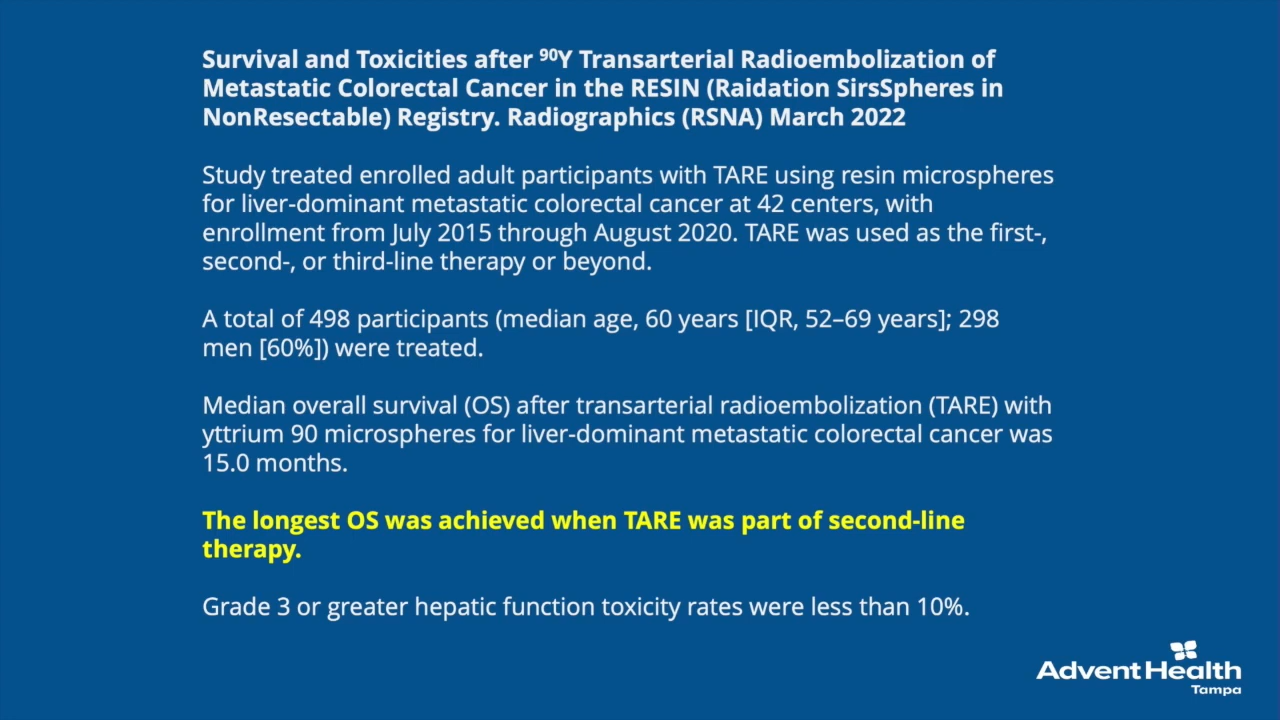 Survival and Toxicities after ⁹⁰Y Transarterial Radioembolization of
Metastatic Colorectal Cancer in the RESIN (Raidation SirsSpheres in
NonResectable) Registry. Radiographics (RSNA) March 2022
Study treated enrolled adult participants with TARE using resin microspheres
for liver-dominant metastatic colorectal cancer at 42 centers, with
enrollment from July 2015 through August 2020. TARE was used as the first-,
second-, or third-line therapy or beyond.
A total of 498 participants (median age, 60 years [IQR, 52–69 years]; 298
men [60%]) were treated.
Median overall survival (OS) after transarterial radioembolization (TARE) with
yttrium 90 microspheres for liver-dominant metastatic colorectal cancer was
15.0 months.
The longest OS was achieved when TARE was part of second-line
therapy.
Grade 3 or greater hepatic function toxicity rates were less than 10%.
AdventHealth
Tampa